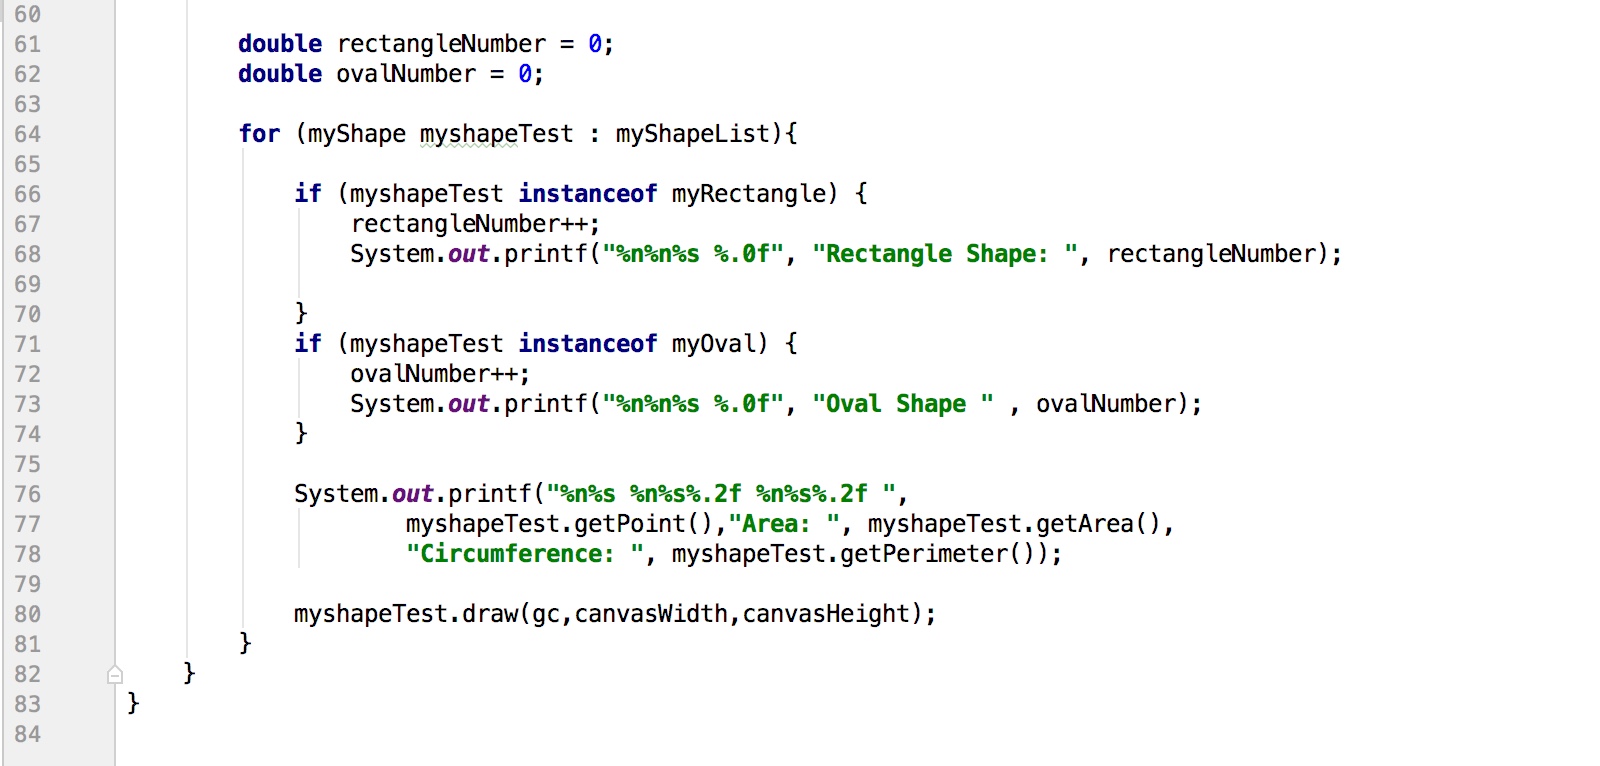 60
61 double rectangleNumber = 0;
62 double ovalNumber = 0;
63
64 for (myShape myshapeTest : myShapeList){
65
66 if (myshapeTest instanceof myRectangle) {
67 rectangleNumber++;
68 System.out.printf("%n%n%s %.0f", "Rectangle Shape: ", rectangleNumber);
69
70 }
71 if (myshapeTest instanceof myOval) {
72 ovalNumber++;
73 System.out.printf("%n%n%s %.0f", "Oval Shape " , ovalNumber);
74 }
75
76 System.out.printf("%n%s %n%s%.2f %n%s%.2f ",
77 myshapeTest.getPoint(),"Area: ", myshapeTest.getArea(),
78 "Circumference: ", myshapeTest.getPerimeter());
79
80 myshapeTest.draw(gc,canvasWidth,canvasHeight);
81 }
82 }
83 }
84